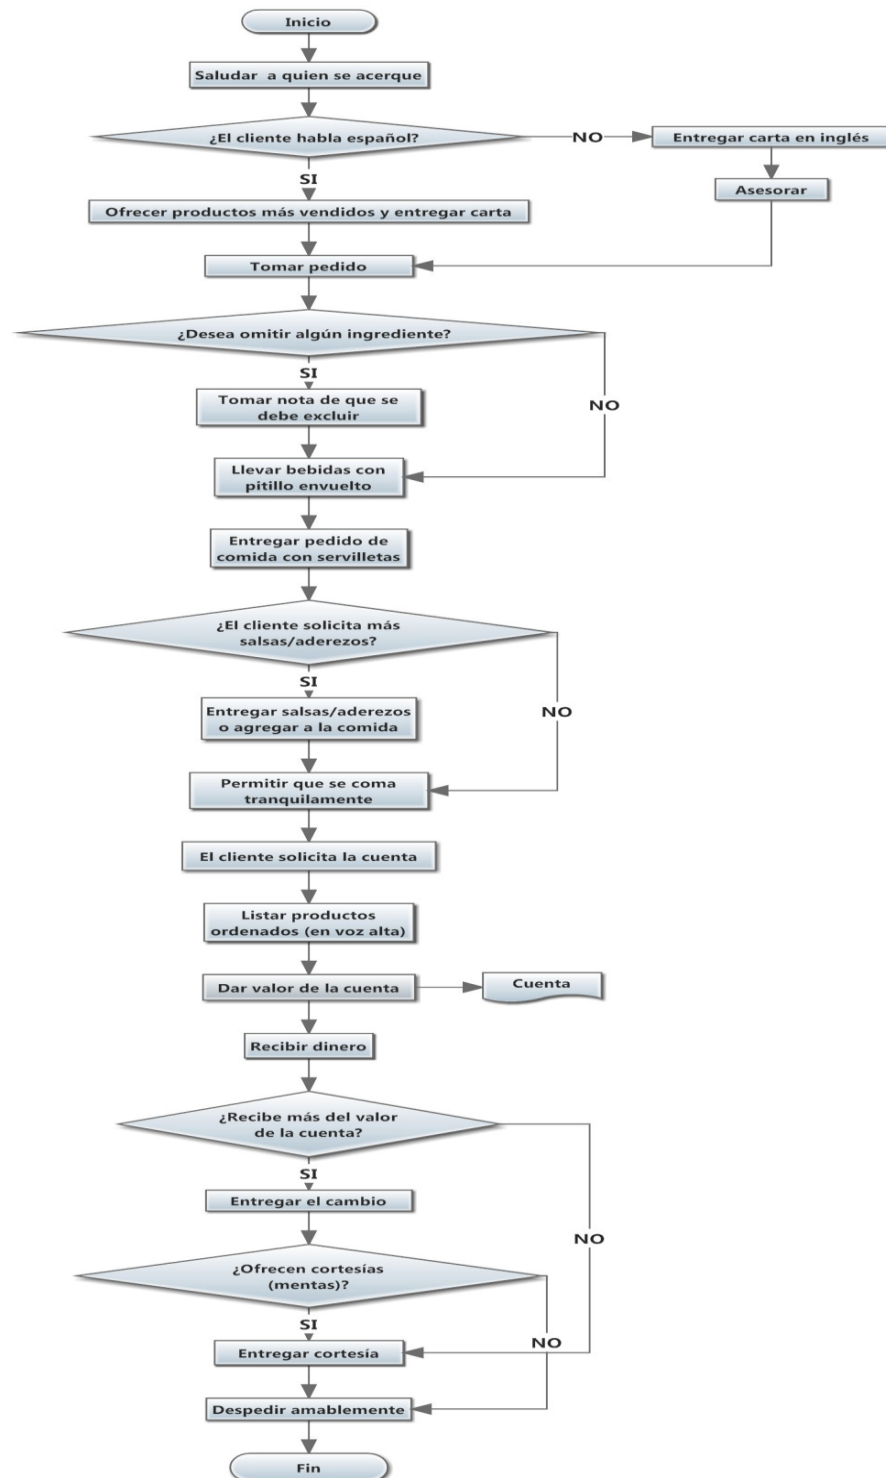 Inicio
Saludar a quien se acerque
¿El cliente habla español?
NO
Entregar carta en inglés
SI
Asesorar
Ofrecer productos más vendidos y entregar carta
Tomar pedido
¿Desea omitir algún ingrediente?
SI
NO
Tomar nota de que se
debe excluir
Llevar bebidas con
pitillo envuelto
Entregar pedido de
comida con servilletas
¿El cliente solicita más
salsas/aderezos?
SI
NO
Entregar salsas/aderezos
o agregar a la comida
Permitir que se coma
tranquilamente
El cliente solicita la cuenta
Listar productos
ordenados (en voz alta)
Dar valor de la cuenta
Cuenta
Recibir dinero
¿Recibe más del valor
de la cuenta?
SI
Entregar el cambio
NO
¿Ofrecen cortesías
(mentas)?
SI
NO
Entregar cortesía
Despedir amablemente
Fin